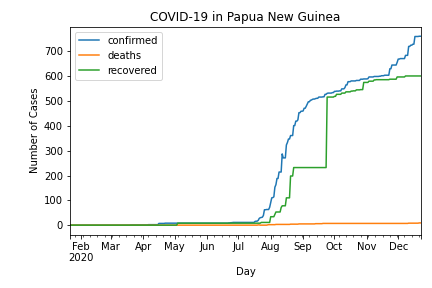 COVID-19 in Papua New Guinea
confirmed
deaths
recovered
Number of Cases
700
600
500
400
300
200
100
0
Feb Mar Apr May Jun Jul Aug Sep Oct Nov Dec
2020
Day